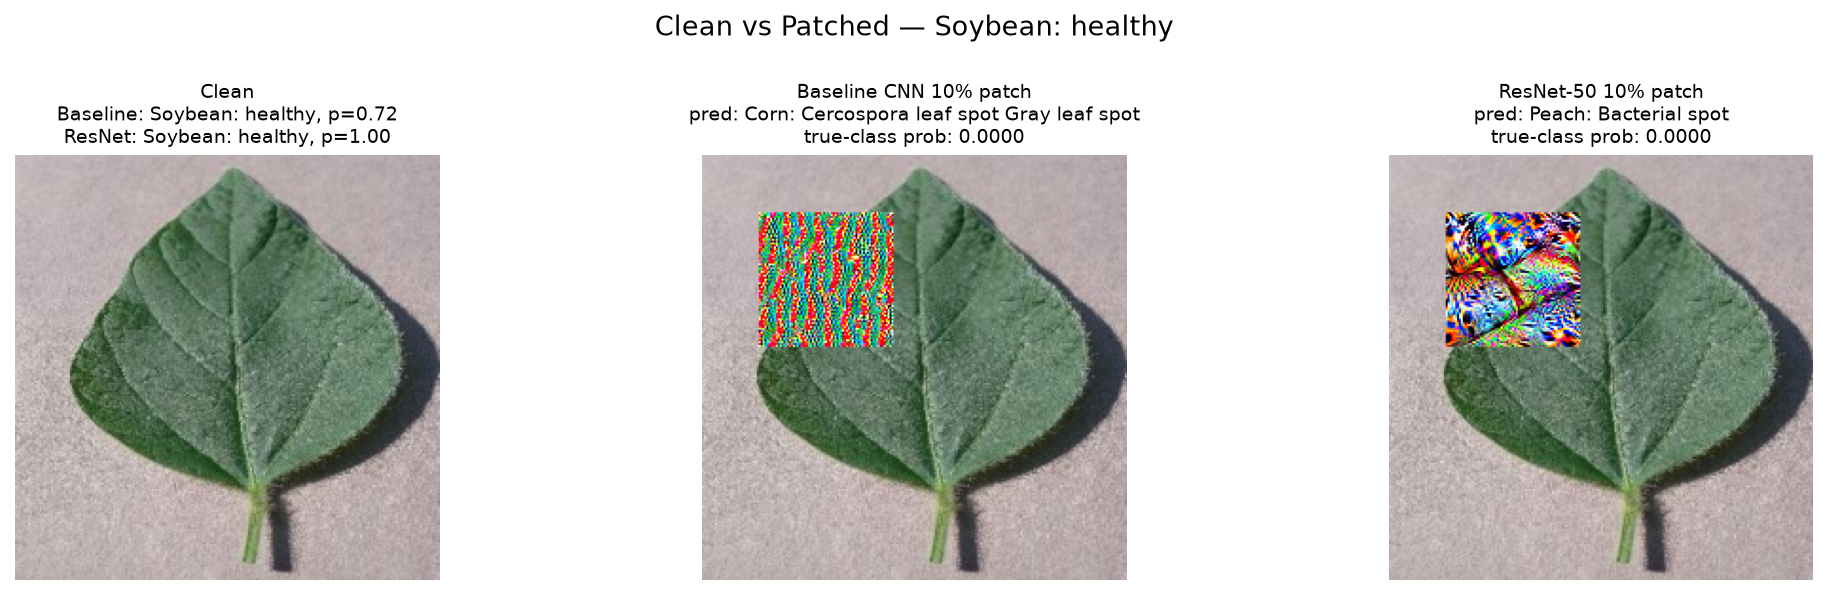 Clean vs Patched — Soybean: healthy
Clean
Baseline: Soybean: healthy, p=0.72
ResNet: Soybean: healthy, p=1.00
Baseline CNN 10% patch
pred: Corn: Cercospora leaf spot Gray leaf spot
true-class prob: 0.0000
ResNet-50 10% patch
pred: Peach: Bacterial spot
true-class prob: 0.0000